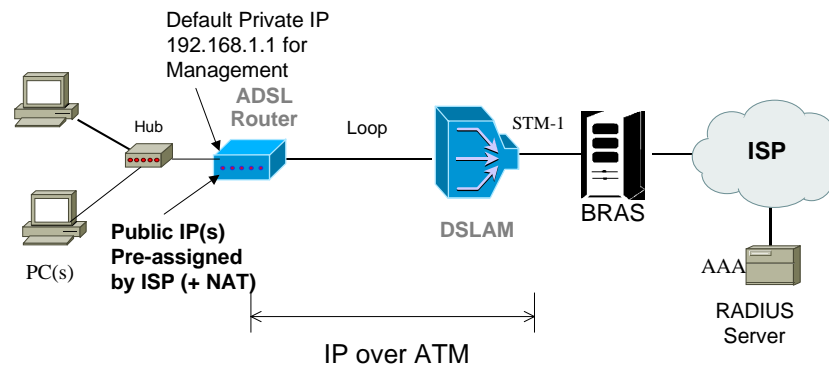 Default Private IP
192.168.1.1 for
Management
ADSL
Router
Hub
Loop
STM-1
ISP
BRAS
DSLAM
Public IP(s)
Pre-assigned
by ISP (+ NAT)
PC(s)
AAA
RADIUS
Server
IP over ATM